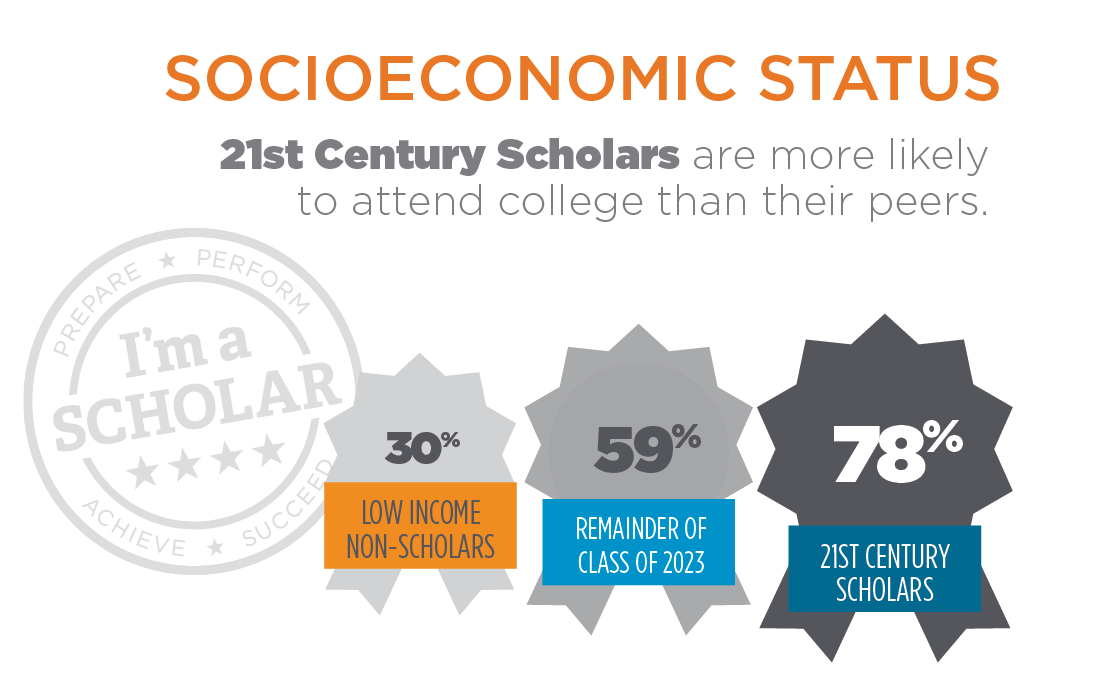 SOCIOECONOMIC STATUS
21st Century Scholars are more likely
to attend college than their peers.
PREPARE ★ PERFORM
I'm a
SCHOLAR
★★★★
ACHIEVE ★ SUCCEED
30%
LOW INCOME
NON-SCHOLARS
59%
REMAINDER OF
CLASS OF 2023
78%
21ST CENTURY
SCHOLARS